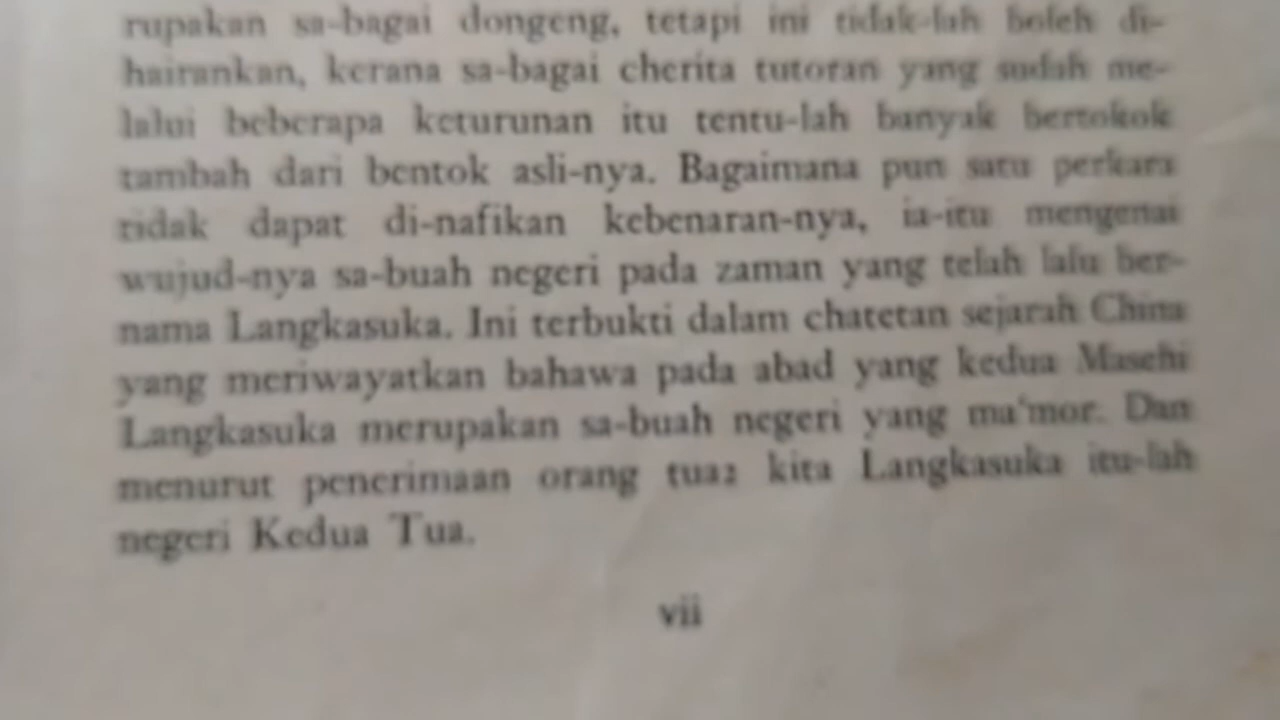 rupakan sa-bagai dongeng, tetapi ini tidak-lah boleh di-
hairankan, kerana sa-bagai cherita tutoran yang sudah me-
lalui beberapa keturunan itu tentu-lah banyak bertokok
tambah dari bentok asli-nya. Bagaimana pun satu perkara
tidak dapat di-nafikan kebenaran-nya, ia-itu mengenai
wujud-nya sa-buah negeri pada zaman yang telah lalu ber-
nama Langkasuka. Ini terbukti dalam chatetan sejarah China
yang meriwayatkan bahawa pada abad yang kedua Masehi
Langkasuka merupakan sa-buah negeri yang ma'mor. Dan
menurut penerimaan orang tua2 kita Langkasuka itu-lah
negeri Kedua Tua.
vii